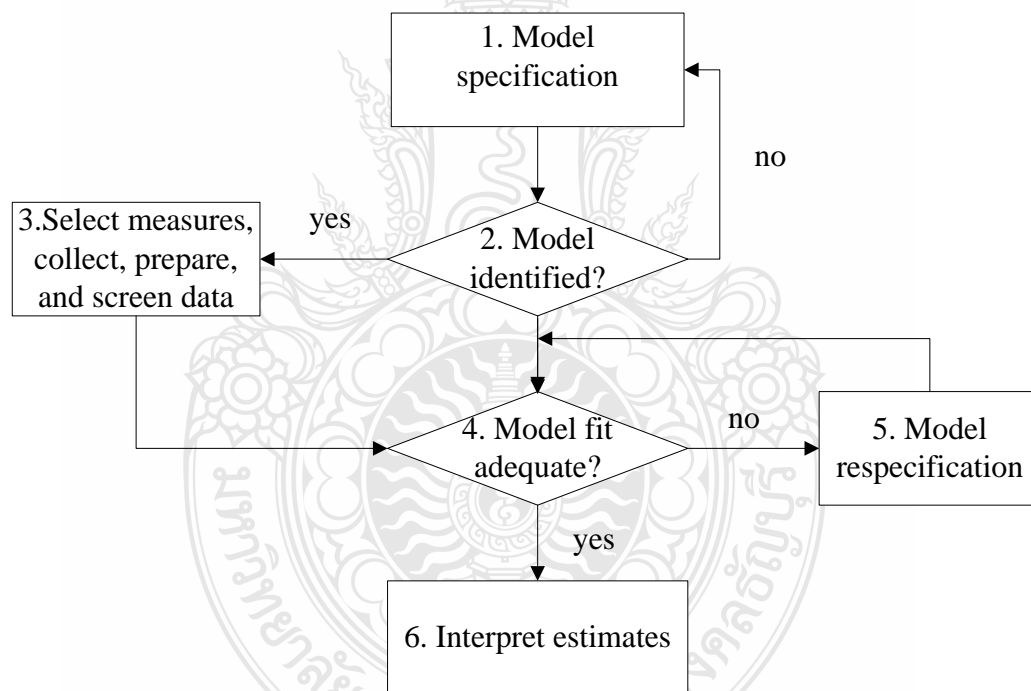 1. Model
specification
no
yes
3.Select measures,
collect, prepare,
and screen data
2. Model
identified?
4. Model fit
adequate?
no
5. Model
respecification
yes
6. Interpret estimates